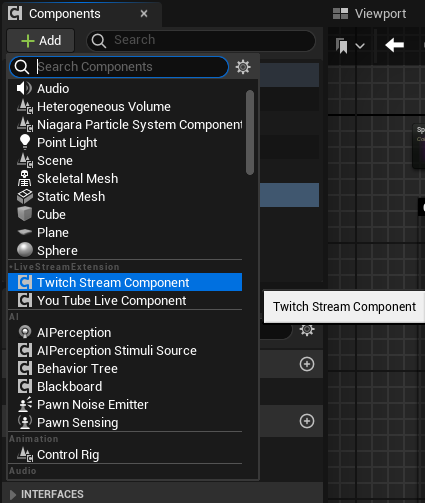 Components
Viewport
Add
Search
Search Components
Audio
Heterogeneous Volume
Niagara Particle System Component
Point Light
Scene
Skeletal Mesh
Static Mesh
Cube
Plane
Sphere
•LiveStreamExtension
Twitch Stream Component
You Tube Live Component
Twitch Stream Component
AI
AIPerception
AIPerception Stimuli Source
Behavior Tree
Blackboard
Pawn Noise Emitter
Pawn Sensing
Animation
Control Rig
Audio
INTERFACES